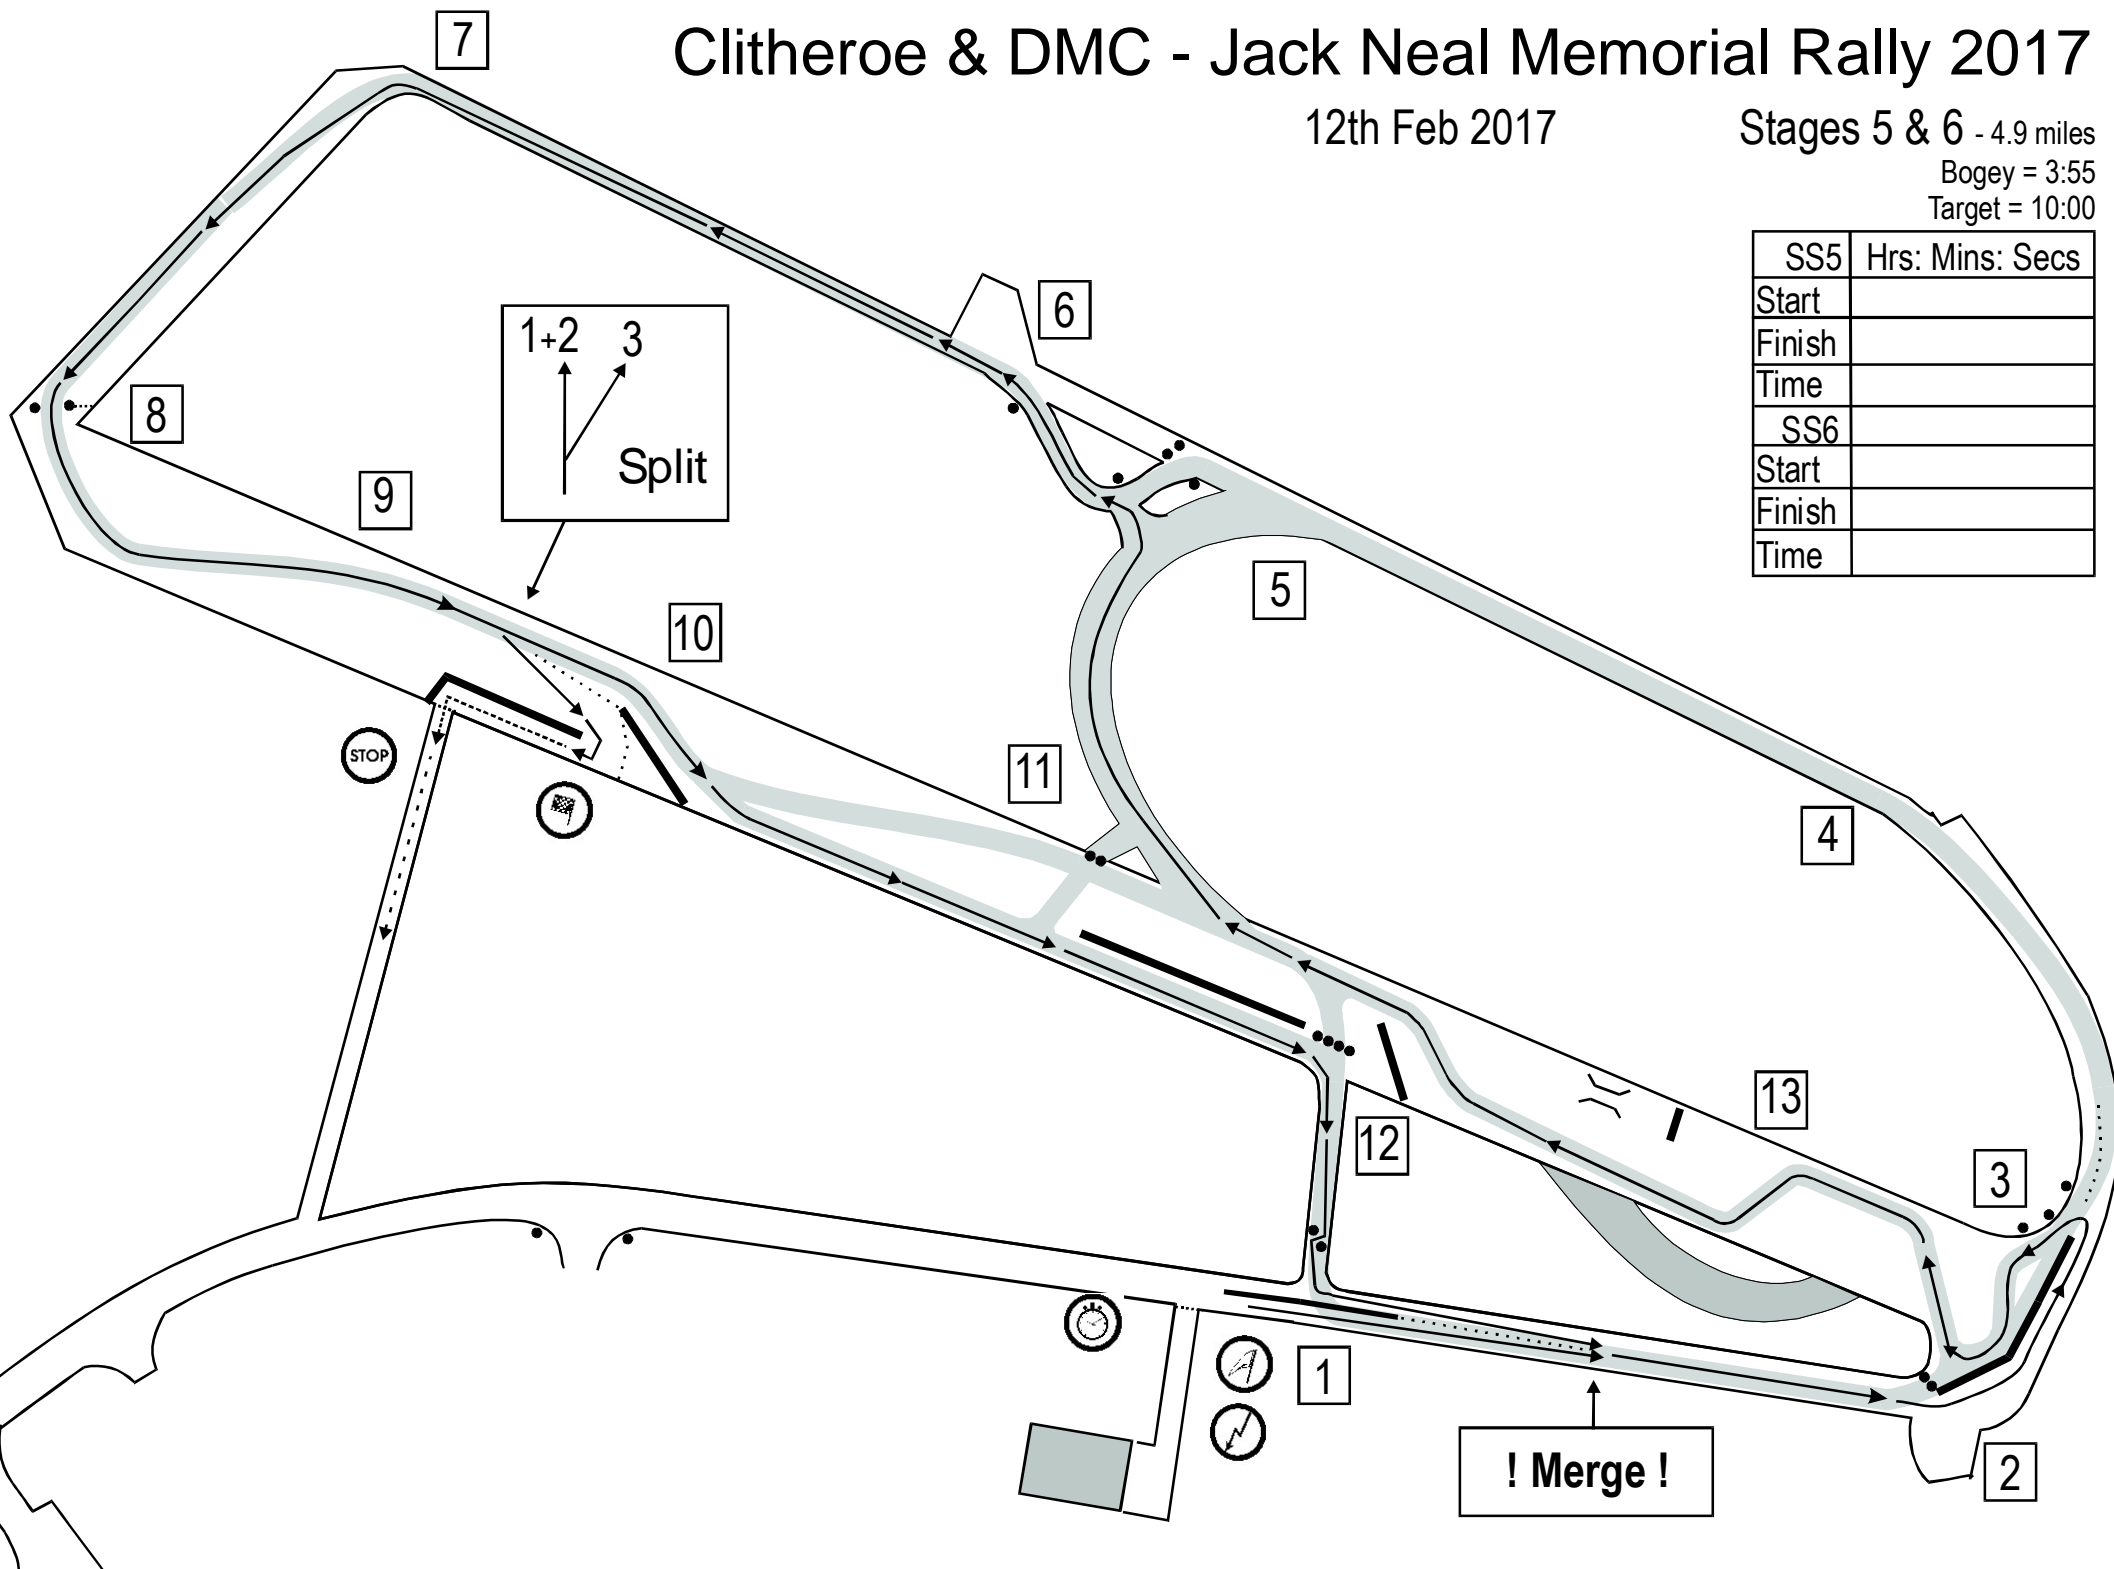 Clitheroe & DMC - Jack Neal Memorial Rally 2017
12th Feb 2017
Stages 5 & 6 - 4.9 miles
Bogey = 3:55
Target = 10:00
SS5 Hrs: Mins: Secs
Start
Finish
Time
SS6
Start
Finish
Time
7
6
1+2 3
Split
8
9
5
10
11
4
13
12
3
STOP
1
! Merge !
2